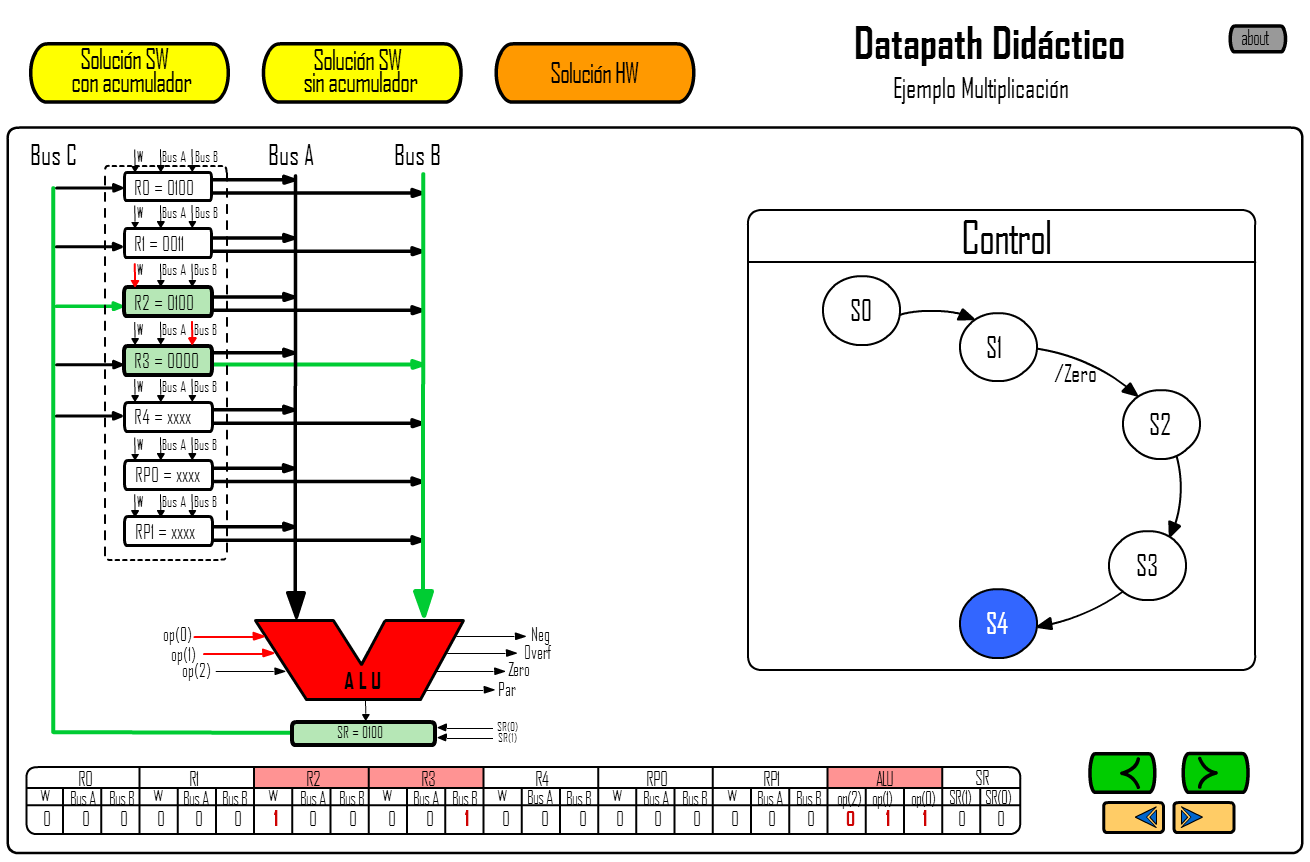 Solución SW
con acumulador
Solución SW
sin acumulador
Solución HW
Datapath Didáctico
about
Ejemplo Multiplicación
Bus C
Bus A
Bus B
W Bus A Bus B
R0 = 0100
W Bus A Bus B
R1 = 0011
W Bus A Bus B
R2 = 0100
W Bus A Bus B
R3 = 0000
W Bus A Bus B
R4 = xxxx
W Bus A Bus B
RP0 = xxxx
W Bus A Bus B
RP1 = xxxx
op(0)
op(1)
op(2)
ALU
Neg
Overf
Zero
Par
SR = 0100
SR(0)
SR(1)
Control
S0
S1
/Zero
S2
S3
S4
R0 R1 R2 R3 R4 RP0 RP1 ALU SR
W Bus A Bus B W Bus A Bus B W Bus A Bus B W Bus A Bus B W Bus A Bus B W Bus A Bus B W Bus A Bus B op(2) op(1) op(0) SR(1) SR(0)
0 0 0 0 0 0 1 0 0 0 0 1 0 0 0 0 0 0 0 0 0 0 1 1 0 0